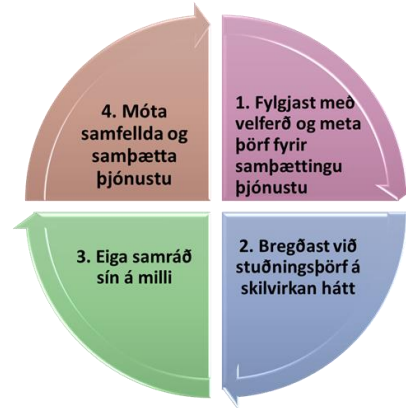 1. Fylgjast með
velferð og meta
þörf fyrir
samþættingu
þjónustu
2. Bregðast við
stuðningsþörf á
skilvirkan hátt
3. Eiga samráð
sín á milli
4. Móta
samfellda og
samþætta
þjónustu